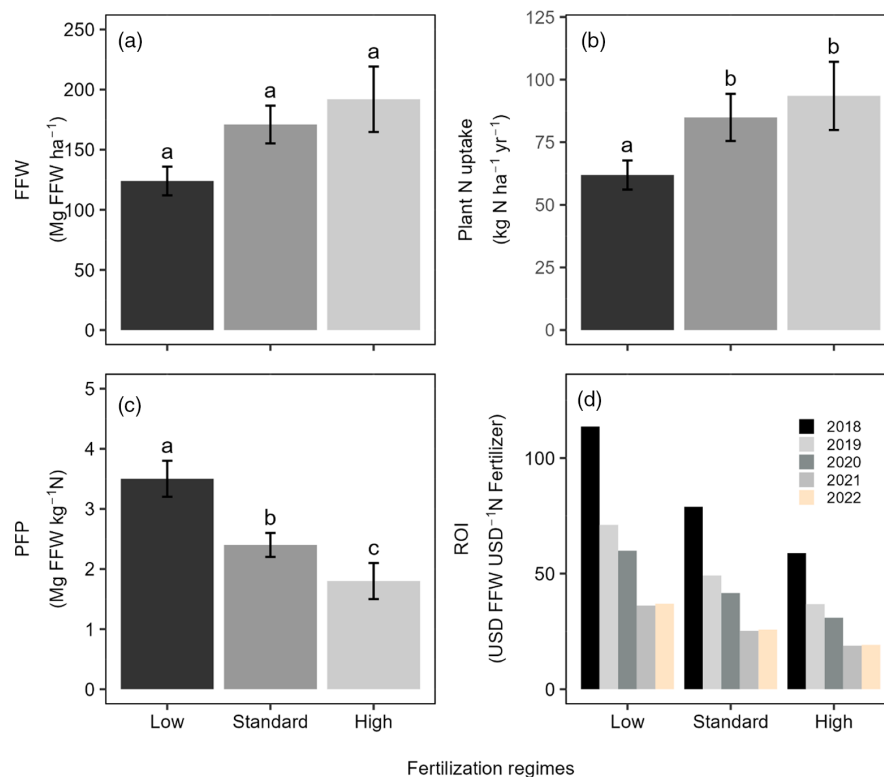 (a)
FFW
(Mg FFW ha⁻¹)
250
200
150
100
50
0
a
a
a
(b)
Plant N uptake
(kg N ha⁻¹ yr⁻¹)
125
100
75
50
25
0
a
b
b
(c)
PFP
(Mg FFW kg⁻¹N)
5
4
3
2
1
0
a
b
c
Low Standard High
(d)
ROI
(USD FFW USD⁻¹N Fertilizer)
100
50
0
2018
2019
2020
2021
2022
Low Standard High
Fertilization regimes